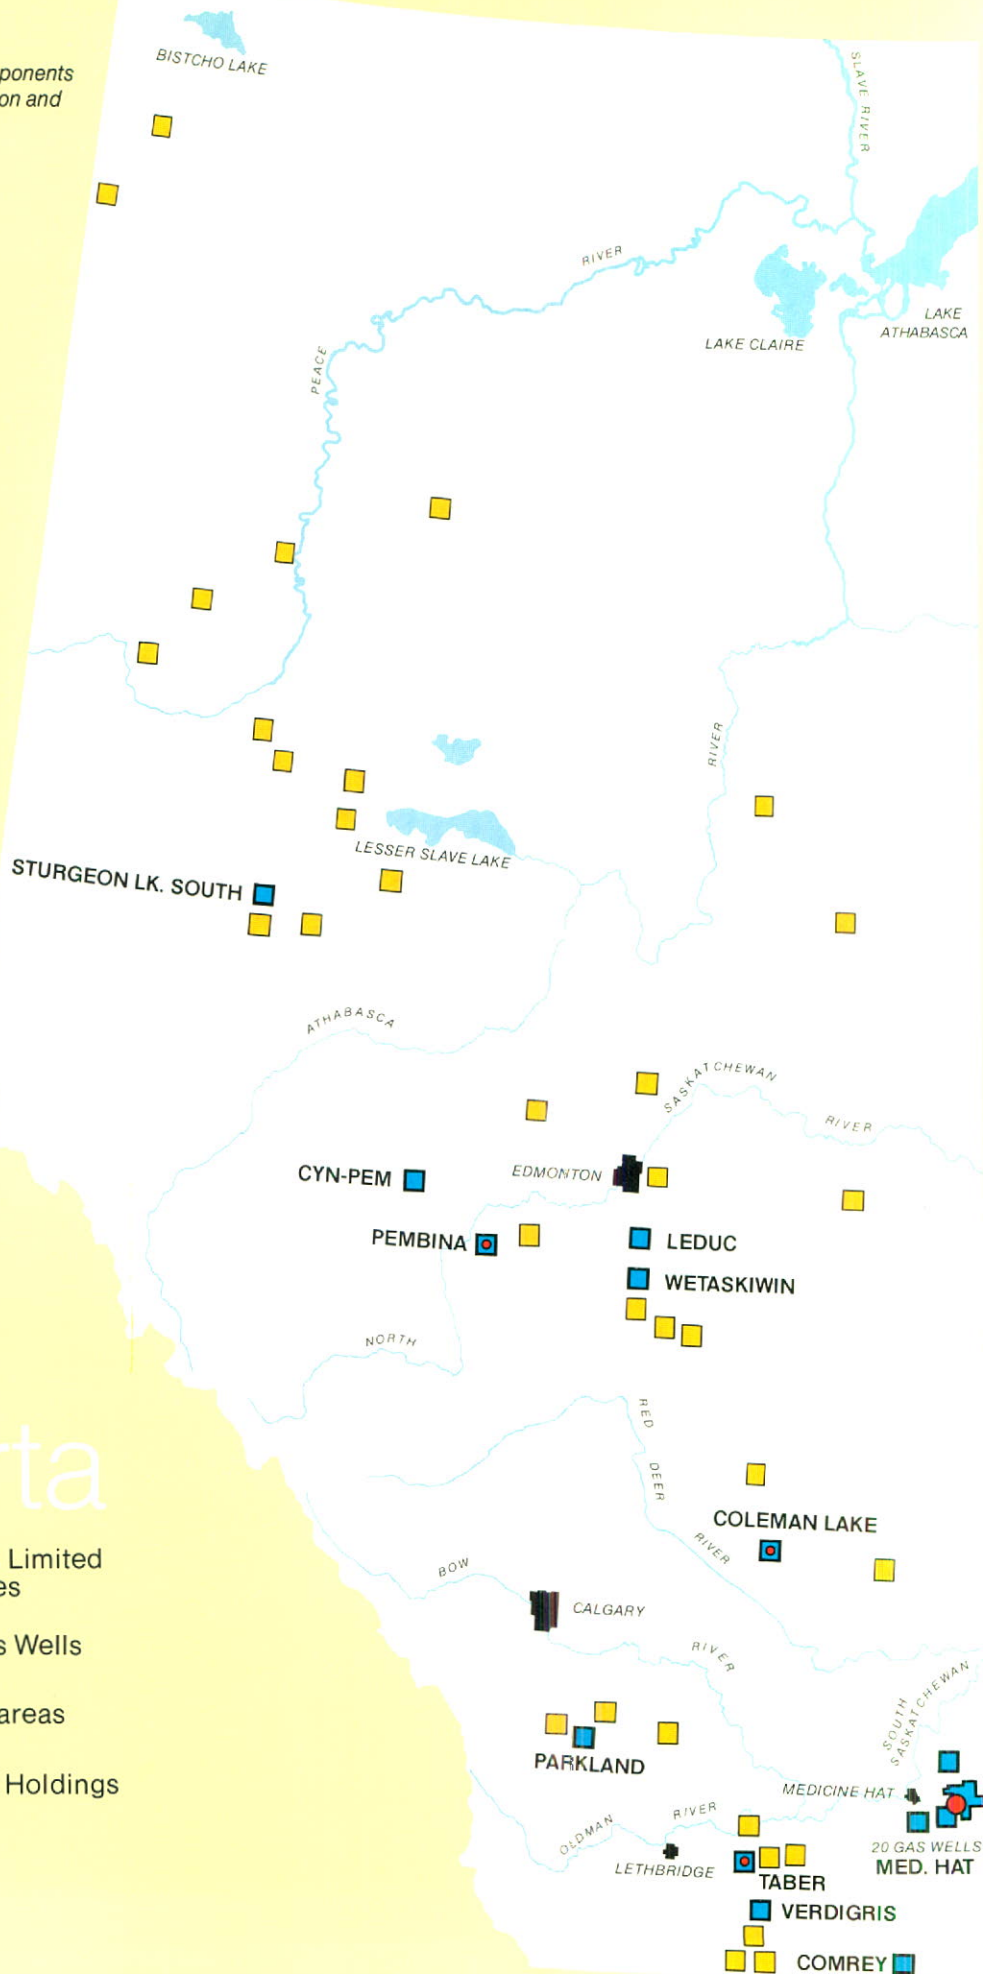 BISTCHO LAKE
ponents
on and
SLAVE RIVER
RIVER
PEACE
LAKE CLAIRE
LAKE
ATHABASCA
RIVER
LESSER SLAVE LAKE
STURGEON LK. SOUTH
ATHABASCA
SASKATCHEWAN
RIVER
EDMONTON
CYN-PEM
PEMBINA
LEDUC
WETASKIWIN
NORTH
RED
DEER
RIVER
COLEMAN LAKE
rta
Limited
es
s Wells
areas
Holdings
BOW
CALGARY
RIVER
SOUTH
SASKATCHEWAN
PARKLAND
MEDICINE HAT
OLDMAN
RIVER
LETHBRIDGE
20 GAS WELLS
MED. HAT
TABER
VERDIGRIS
COMREY